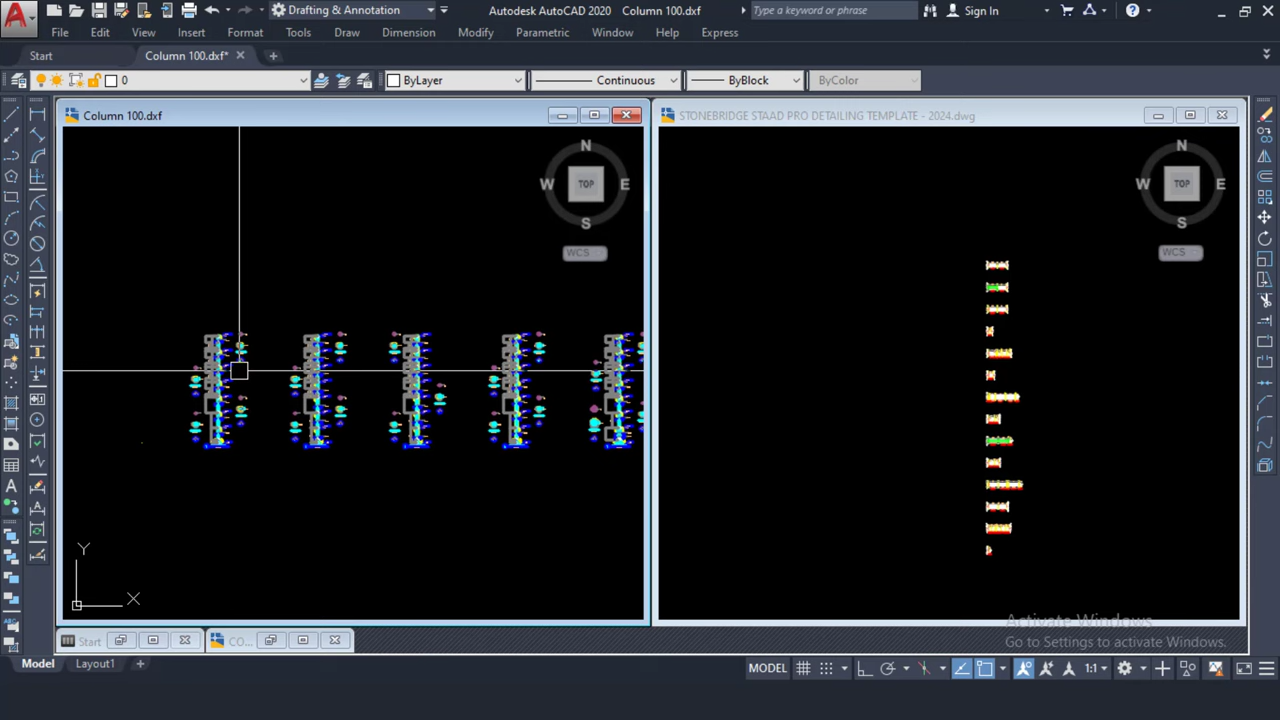 Drafting & Annotation
Autodesk AutoCAD 2020 Column 100.dxf
Type a keyword or phrase
Sign In
File Edit View Insert Format Tools Draw Dimension Modify Parametric Window Help Express
Start
Column 100.dxf*
0
ByLayer
Continuous
ByBlock
ByColor
Column 100.dxf
STONEBRIDGE STAAD PRO DETAILING TEMPLATE - 2024.dwg
N
W TOP E
S
WCS
N
W TOP E
S
WCS
Y
X
Activate Windows
Go to Settings to activate Windows.
Start
CO...
Model
Layout1
MODEL
1:1